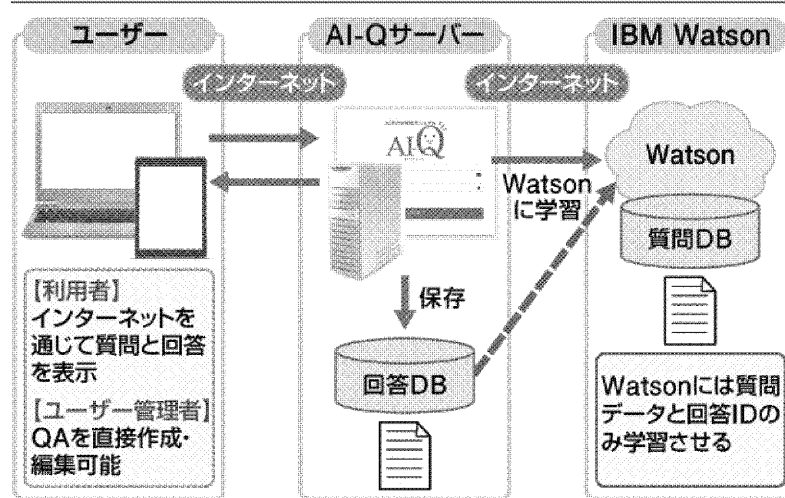 ユーザー
AI-Qサーバー
IBM Watson
インターネット
インターネット
AI-Q
Watson
Watson
に学習
質問DB
保存
回答DB
【利用者】
インターネットを
通じて質問と回答
を表示
【ユーザー管理者】
QAを直接作成・
編集可能
Watsonには質問
データと回答IDの
み学習させる